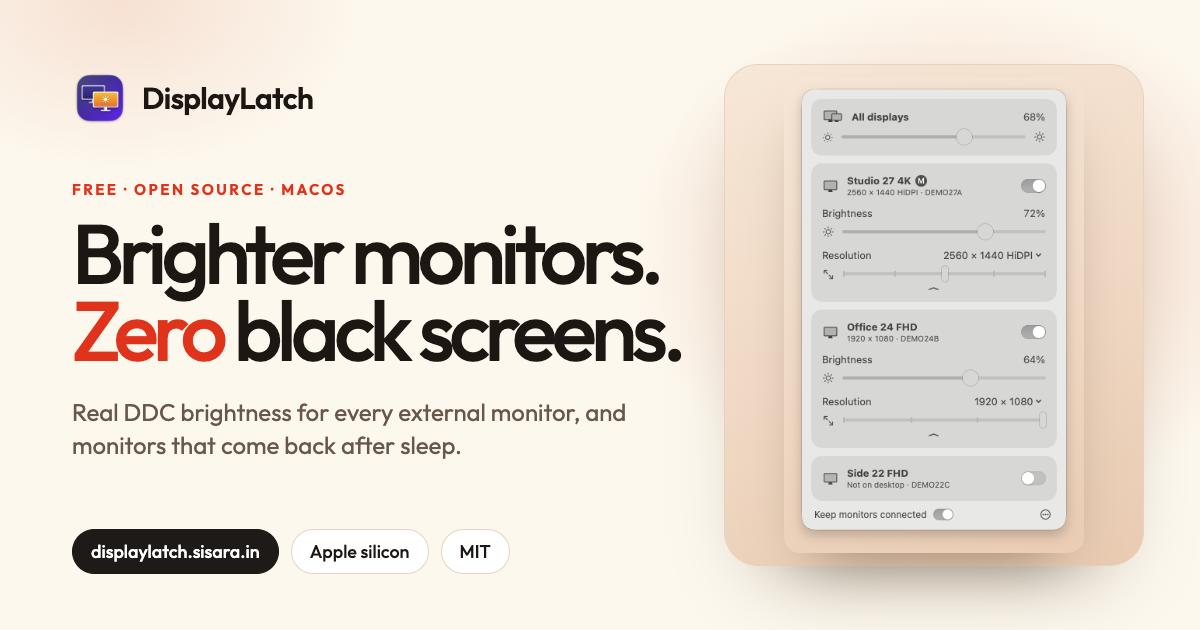 DisplayLatch
FREE · OPEN SOURCE · MACOS
Brighter monitors.
Zero black screens.
Real DDC brightness for every external monitor, and
monitors that come back after sleep.
displaylatch.sisara.in
Apple silicon
MIT
All displays 68%
Studio 27 4K M
2560 × 1440 HiDPI · DEMO27A
Brightness 72%
Resolution 2560 × 1440 HiDPI
Office 24 FHD
1920 × 1080 · DEMO24B
Brightness 64%
Resolution 1920 × 1080
Side 22 FHD
Not on desktop · DEMO22C
Keep monitors connected